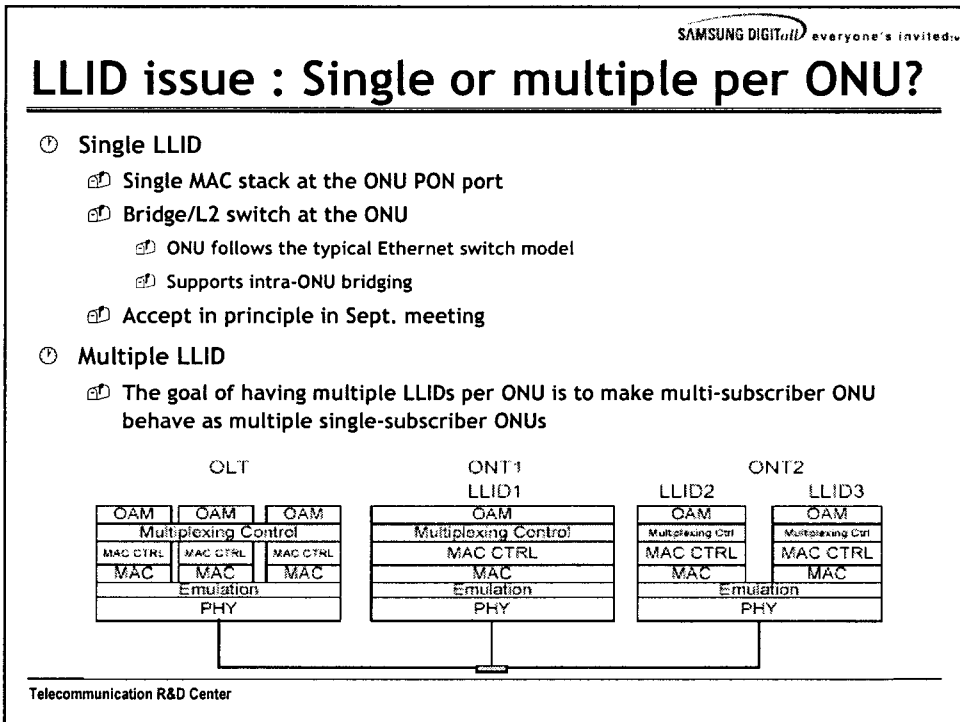 SAMSUNG DIGITall everyone's invited
LLID issue : Single or multiple per ONU?
Single LLID
Single MAC stack at the ONU PON port
Bridge/L2 switch at the ONU
ONU follows the typical Ethernet switch model
Supports intra-ONU bridging
Accept in principle in Sept. meeting
Multiple LLID
The goal of having multiple LLIDs per ONU is to make multi-subscriber ONU
behave as multiple single-subscriber ONUs
OLT ONT1 ONT2
LLID1 LLID2 LLID3
OAM OAM OAM OAM OAM OAM
Multiplexing Control Multiplexing Control Multiplexing Ctrl Multiplexing Ctrl
MAC CTRL MAC CTRL MAC CTRL MAC CTRL MAC CTRL MAC CTRL
MAC MAC MAC MAC MAC MAC
Emulation Emulation Emulation
PHY PHY PHY
Telecommunication R&D Center